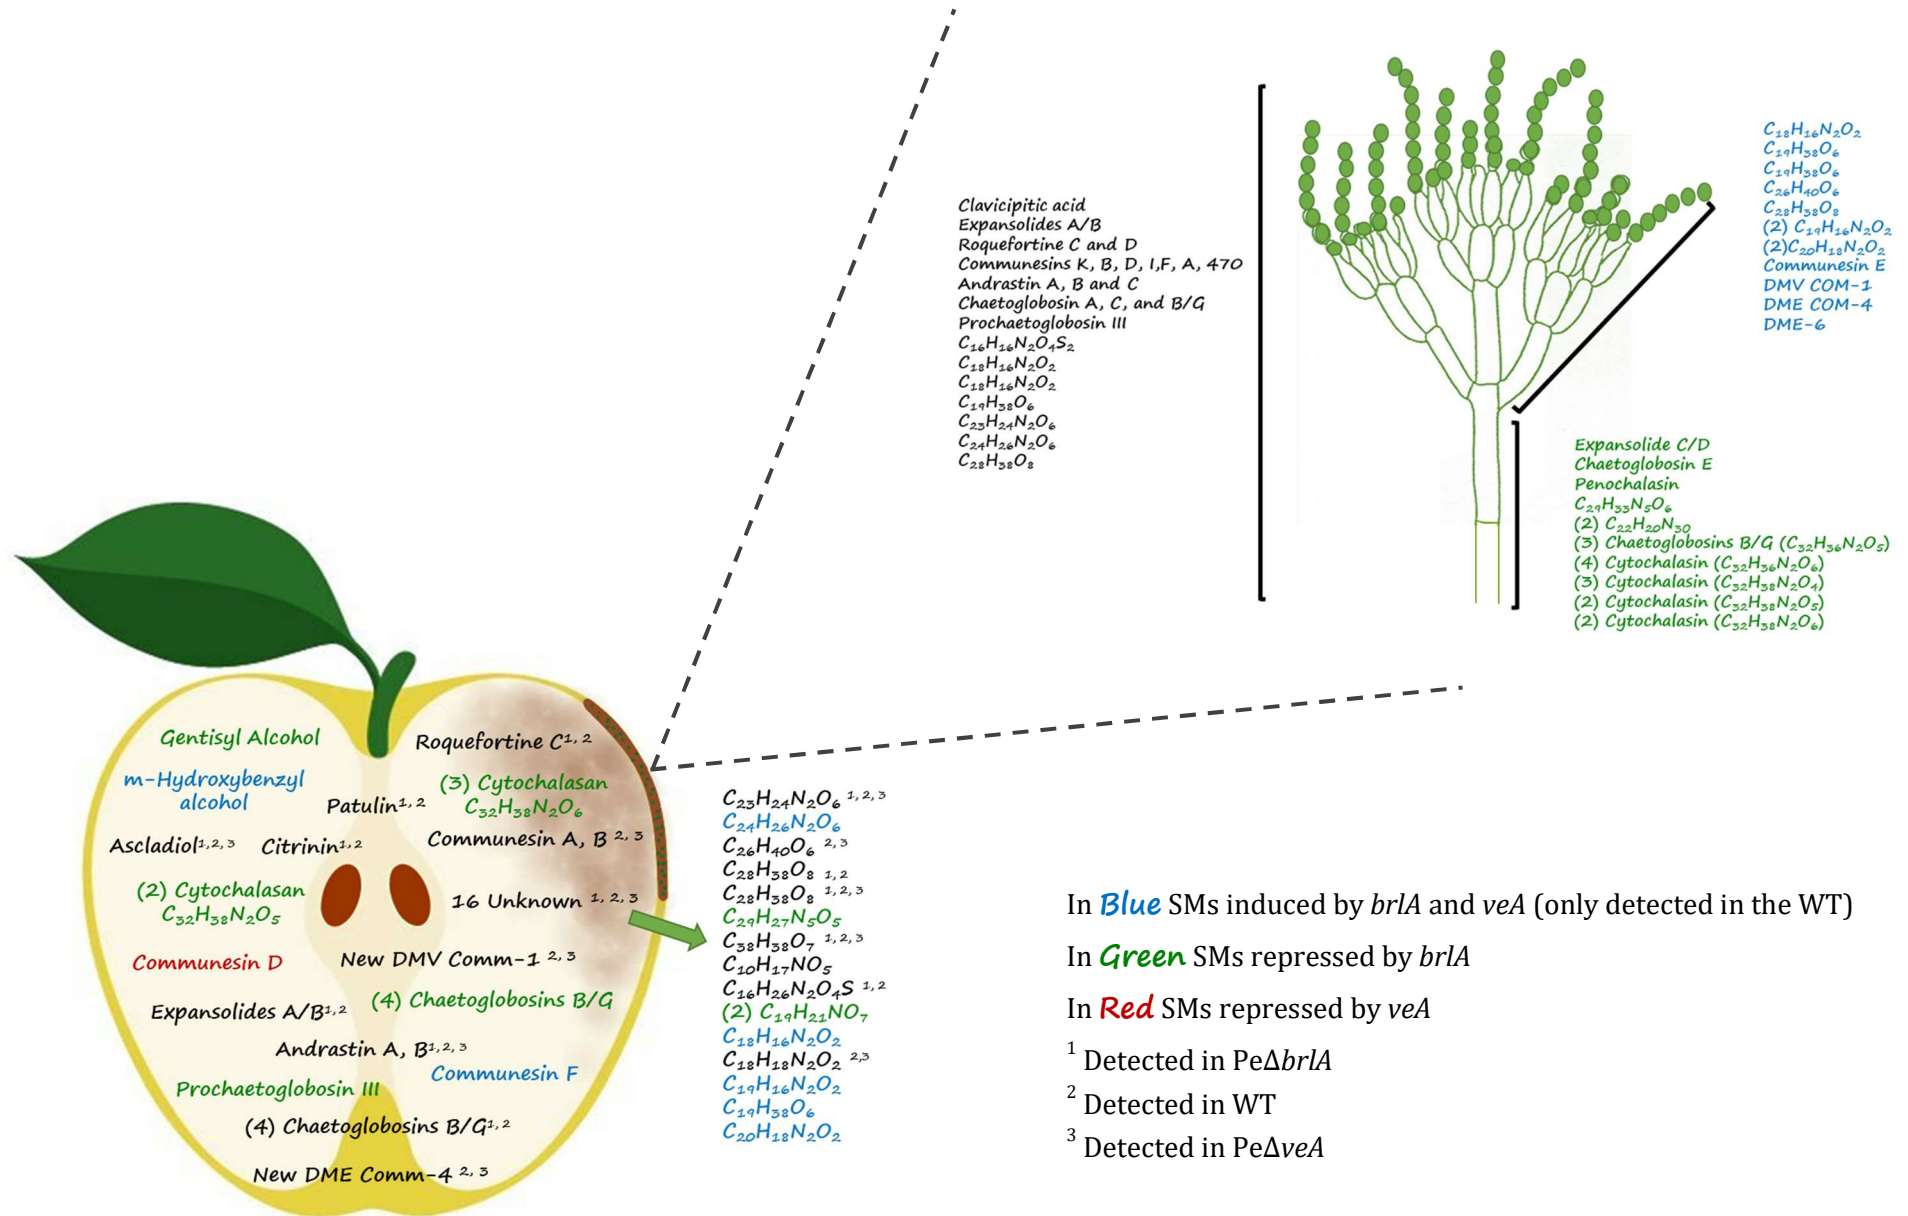 Clavicipitic acid
Expansolides A/B
Roquefortine C and D
Communesins K, B, D, I,F, A, 470
Andrastin A, B and C
Chaetoglobosin A, C, and B/G
Prochaetoglobosin III
C₁₆H₁₆N₂O₄S₂
C₁₈H₁₆N₂O₂
C₁₈H₁₆N₂O₂
C₁₉H₃₈O₆
C₂₃H₂₄N₂O₆
C₂₄H₂₆N₂O₆
C₂₈H₃₈O₈
C₁₈H₁₆N₂O₂
C₁₉H₃₈O₆
C₁₉H₃₈O₆
C₂₆H₄₀O₆
C₂₈H₃₈O₈
(2) C₁₉H₁₆N₂O₂
(2)C₂₀H₁₈N₂O₂
Communesin E
DMV COM-1
DME COM-4
DME-6
Expansolide C/D
Chaetoglobosin E
Penochalasin
C₂₉H₃₃N₅O₆
(2) C₂₂H₂₀N₃₀
(3) Chaetoglobosins B/G (C₃₂H₃₆N₂O₅)
(4) Cytochalasin (C₃₂H₃₆N₂O₆)
(3) Cytochalasin (C₃₂H₃₈N₂O₄)
(2) Cytochalasin (C₃₂H₃₈N₂O₅)
(2) Cytochalasin (C₃₂H₃₈N₂O₆)
Gentisyl Alcohol
Roquefortine C¹,²
m-Hydroxybenzyl
alcohol
(3) Cytochalasan
C₃₂H₃₈N₂O₆
Patulin¹,²
Ascladiol¹,²,³
Citrinin¹,²
Communesin A, B ²,³
(2) Cytochalasan
C₃₂H₃₈N₂O₅
16 Unknown ¹,²,³
Communesin D
New DMV Comm-1 ²,³
Expansolides A/B¹,²
(4) Chaetoglobosins B/G
Andrastin A, B¹,²,³
Communesin F
Prochaetoglobosin III
(4) Chaetoglobosins B/G¹,²
New DME Comm-4 ²,³
C₂₃H₂₄N₂O₆ ¹,²,³
C₂₄H₂₆N₂O₆
C₂₆H₄₀O₆ ²,³
C₂₈H₃₈O₈ ¹,²
C₂₈H₃₈O₈ ¹,²,³
C₂₉H₂₇N₅O₅
C₃₈H₃₈O₇ ¹,²,³
C₁₀H₁₇NO₅
C₁₆H₂₆N₂O₄S ¹,²
(2) C₁₉H₂₁NO₇
C₁₈H₁₆N₂O₂
C₁₈H₁₈N₂O₂ ²,³
C₁₉H₁₆N₂O₂
C₁₉H₃₈O₆
C₂₀H₁₈N₂O₂
In Blue SMs induced by brlA and veA (only detected in the WT)
In Green SMs repressed by brlA
In Red SMs repressed by veA
¹ Detected in PeΔbrlA
² Detected in WT
³ Detected in PeΔveA